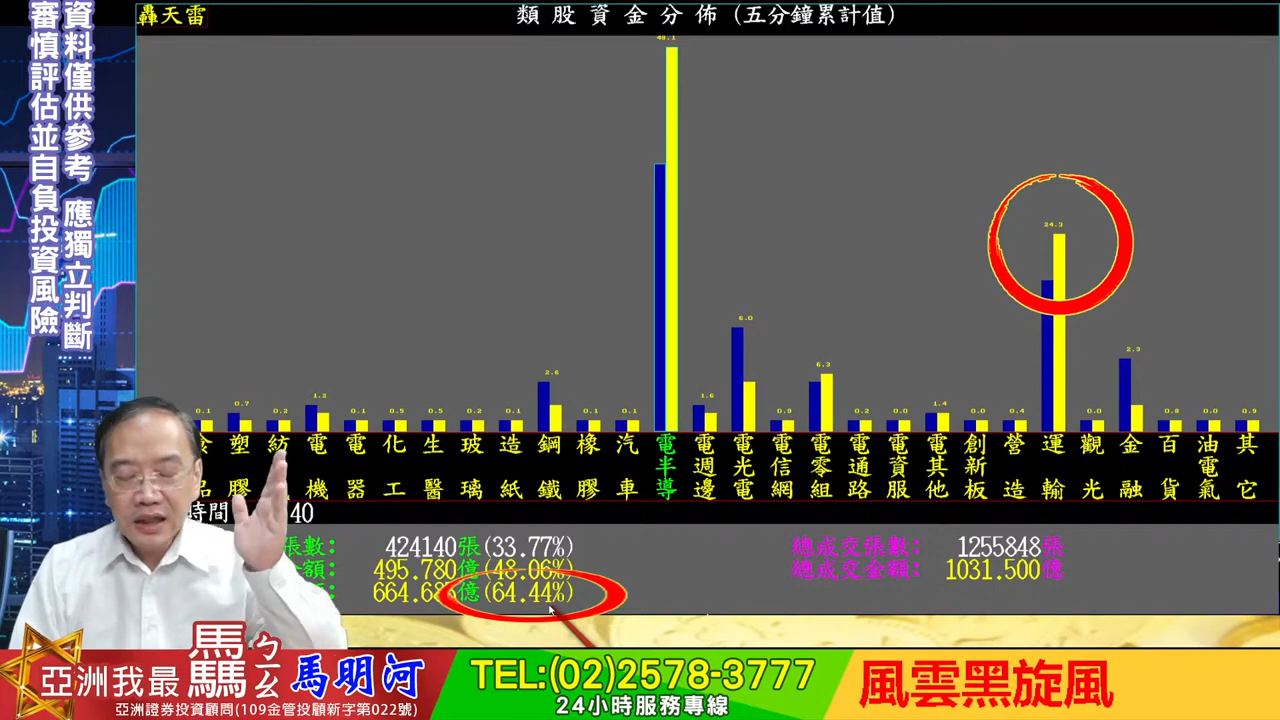 資料僅供參考 應獨立判斷
審慎評估並自負投資風險
轟天雷
類股資金分佈(五分鐘累計值)
48.1
24.3
6.0
6.3
2.6
2.3
1.6
1.4
1.2
0.1
0.7
0.2
0.1
0.5
0.5
0.2
0.1
0.1
0.1
0.9
0.2
0.0
0.0
0.4
0.0
0.8
0.0
0.9
塑膠
紡
電機
電器
化工
生醫
玻璃
造紙
鋼鐵
橡膠
汽車
電半導
電週邊
電光電
電信網
電零組
電通路
電資服
電其他
創新板
營造
運輸
觀光
金融
百貨
油電氣
其它
時間
40
張數: 424140張(33.77%)
總成交張數: 1255848張
金額: 495.780億(48.06%)
總成交金額: 1031.500億
億(64.44%)
亞洲我最馬驫ㄅㄧㄠ 馬明河
亞洲證券投資顧問(109金管投顧新字第022號)
TEL:(02)2578-3777
24小時服務專線
風雲黑旋風